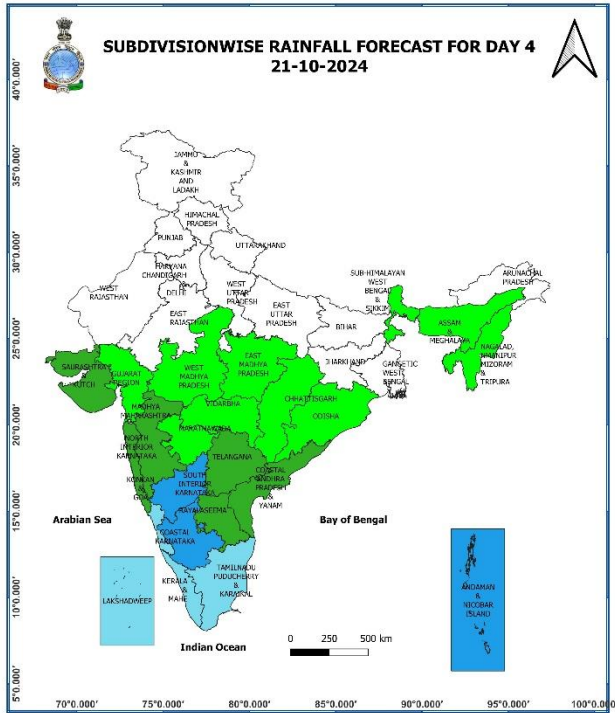 SUBDIVISIONWISE RAINFALL FORECAST FOR DAY 4
21-10-2024
40°0.000'
35°0.000'
30°0.000'
25°0.000'
20°0.000'
15°0.000'
10°0.000'
5°0.000'
JAMMO
&
KASHMIR
AND
LADAKH
HIMACHAL
PRADESH
PUNJAB
UTTARAKHAND
HARYANA
CHANDIGARH
&
DELHI
WEST
RAJASTHAN
WEST
UTTAR
PRADESH
EAST
RAJASTHAN
EAST
UTTAR
PRADESH
SUB-HIMALAYAN
WEST
BENGAL
&
SIKKIM
ARUNACHAL
PRADESH
BIHAR
ASSAM
&
MEGHALAYA
NAGALAD,
MANIPUR
MIZORAM
&
TRIPURA
JHARKHAND
GANGETIC
WEST
BENGAL
SAURASHTRA
&
KUTCH
GUJARAT
REGION
WEST
MADHYA
PRADESH
EAST
MADHYA
PRADESH
CHHATTISGARH
ODISHA
VIDARBHA
MADHYA
MAHARASHTRA
MARATHAWADA
NORTH
INTERIOR
KARNATAKA
TELANGANA
KONKAN
&
GOA
SOUTH
INTERIOR
KARNATAKA
COASTAL
ANDHRA
PRADESH
&
YANAM
RAYALASEEMA
COASTAL
KARNATAKA
Arabian Sea
Bay of Bengal
LAKSHADWEEP
KERALA
&
MAHE
TAMILNADU
PUDUCHERRY
&
KARAIKAL
ANDAMAN
&
NICOBAR
ISLAND
Indian Ocean
0 250 500 km
70°0.000' 75°0.000' 80°0.000' 85°0.000' 90°0.000' 95°0.000'